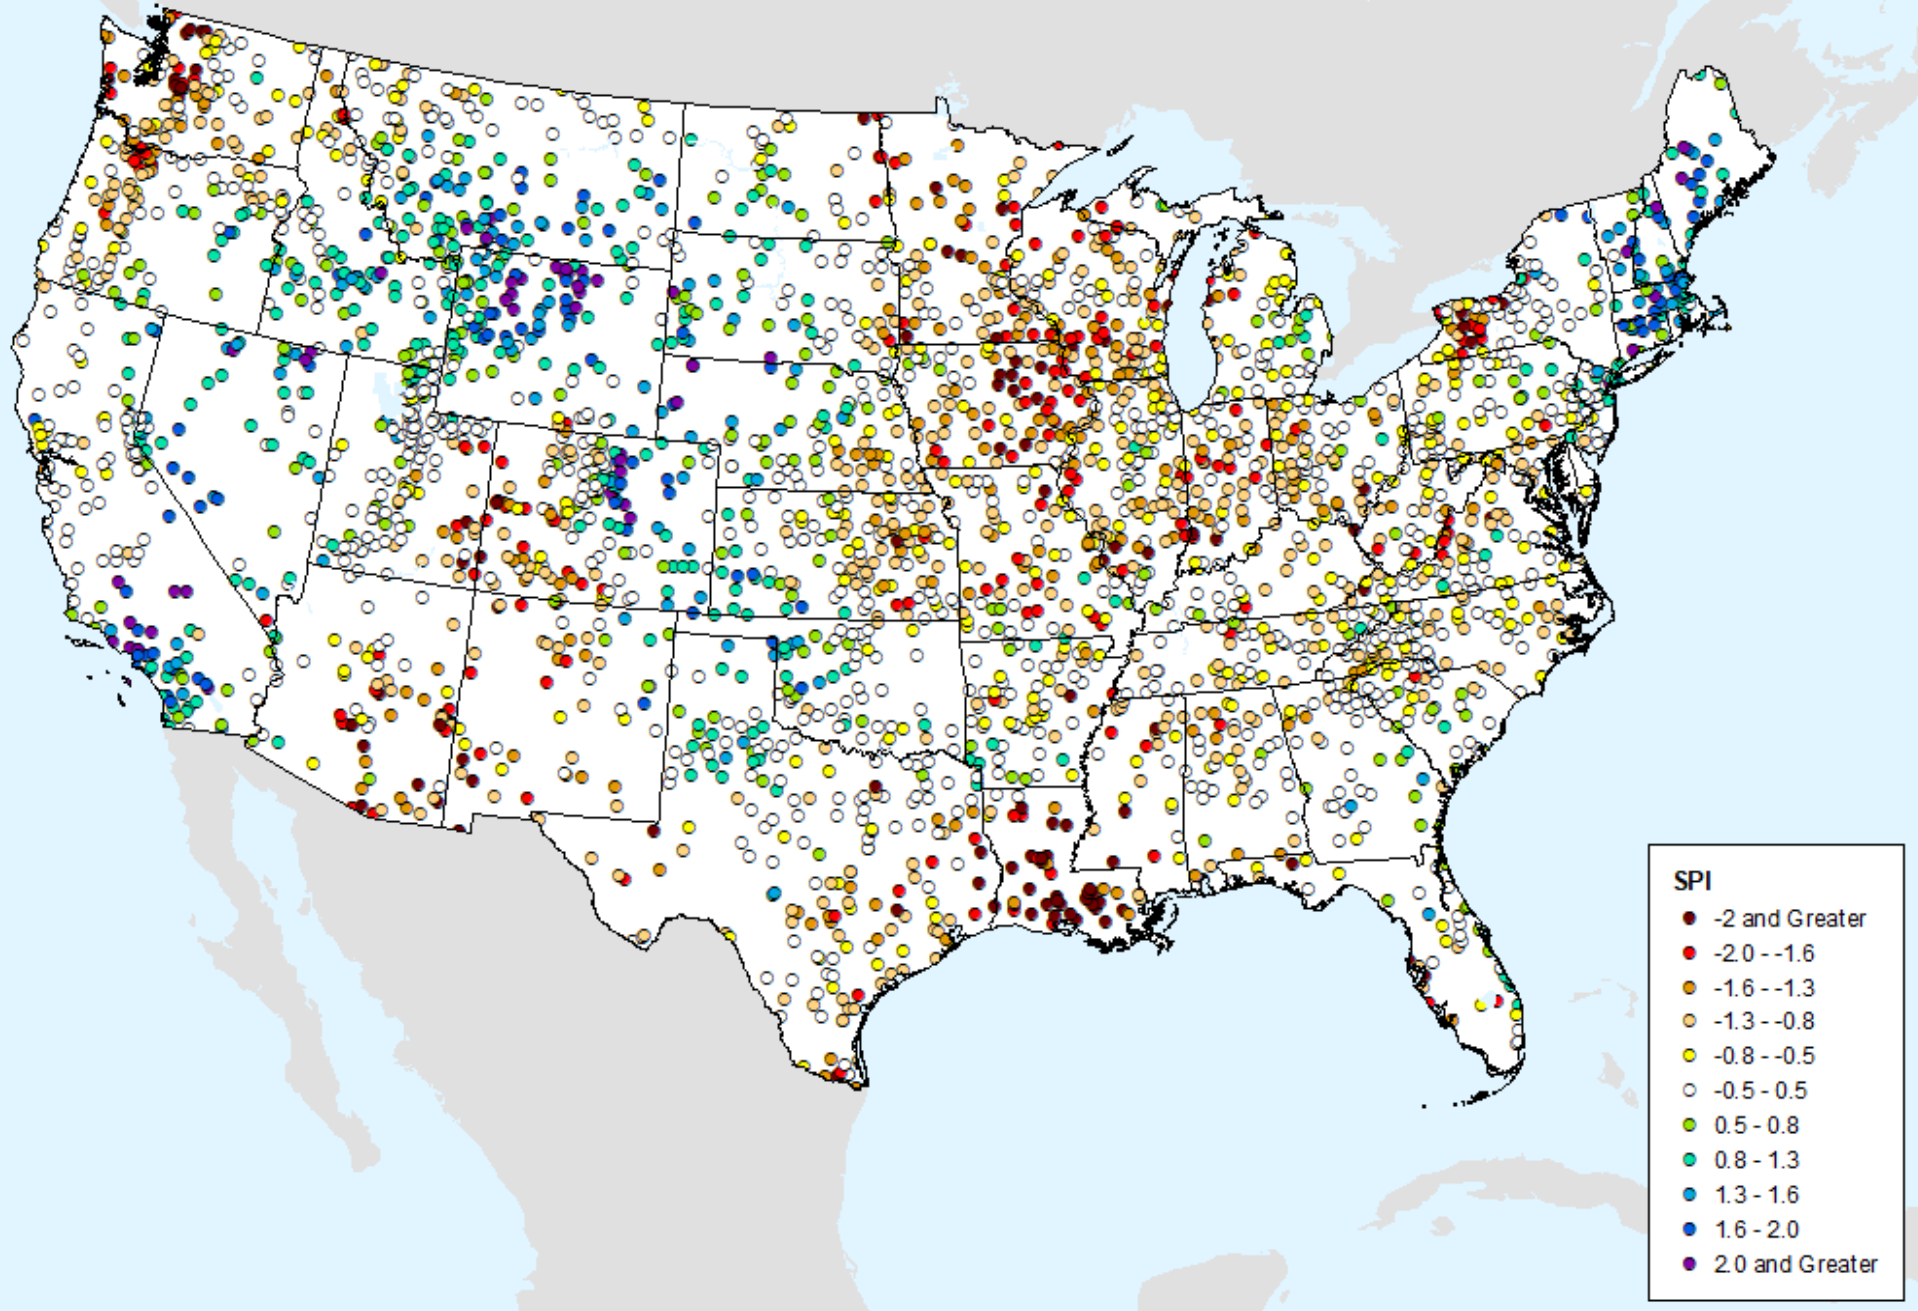 SPI
-2 and Greater
-2.0 - -1.6
-1.6 - -1.3
-1.3 - -0.8
-0.8 - -0.5
-0.5 - 0.5
0.5 - 0.8
0.8 - 1.3
1.3 - 1.6
1.6 - 2.0
2.0 and Greater